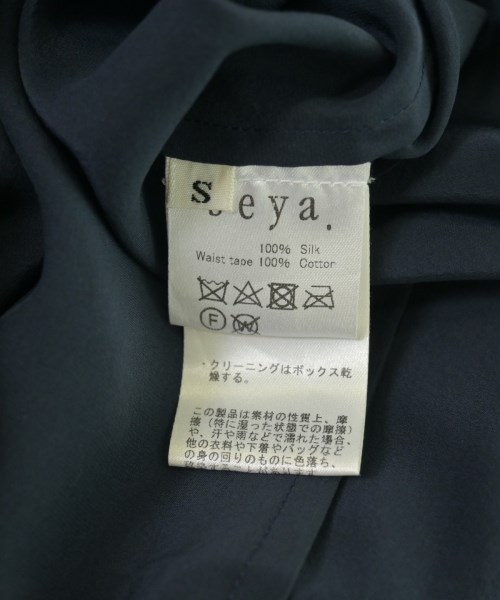 S
seya.
100% Silk
Waist tape 100% Cotton
F W
・クリーニングはボックス乾
燥する。
この製品は素材の性質上、摩
擦（特に湿った状態での摩擦）
や、汗や雨などで濡れた場合、
他の衣料や下着やバッグなど
の身の回りのものに色落ち、